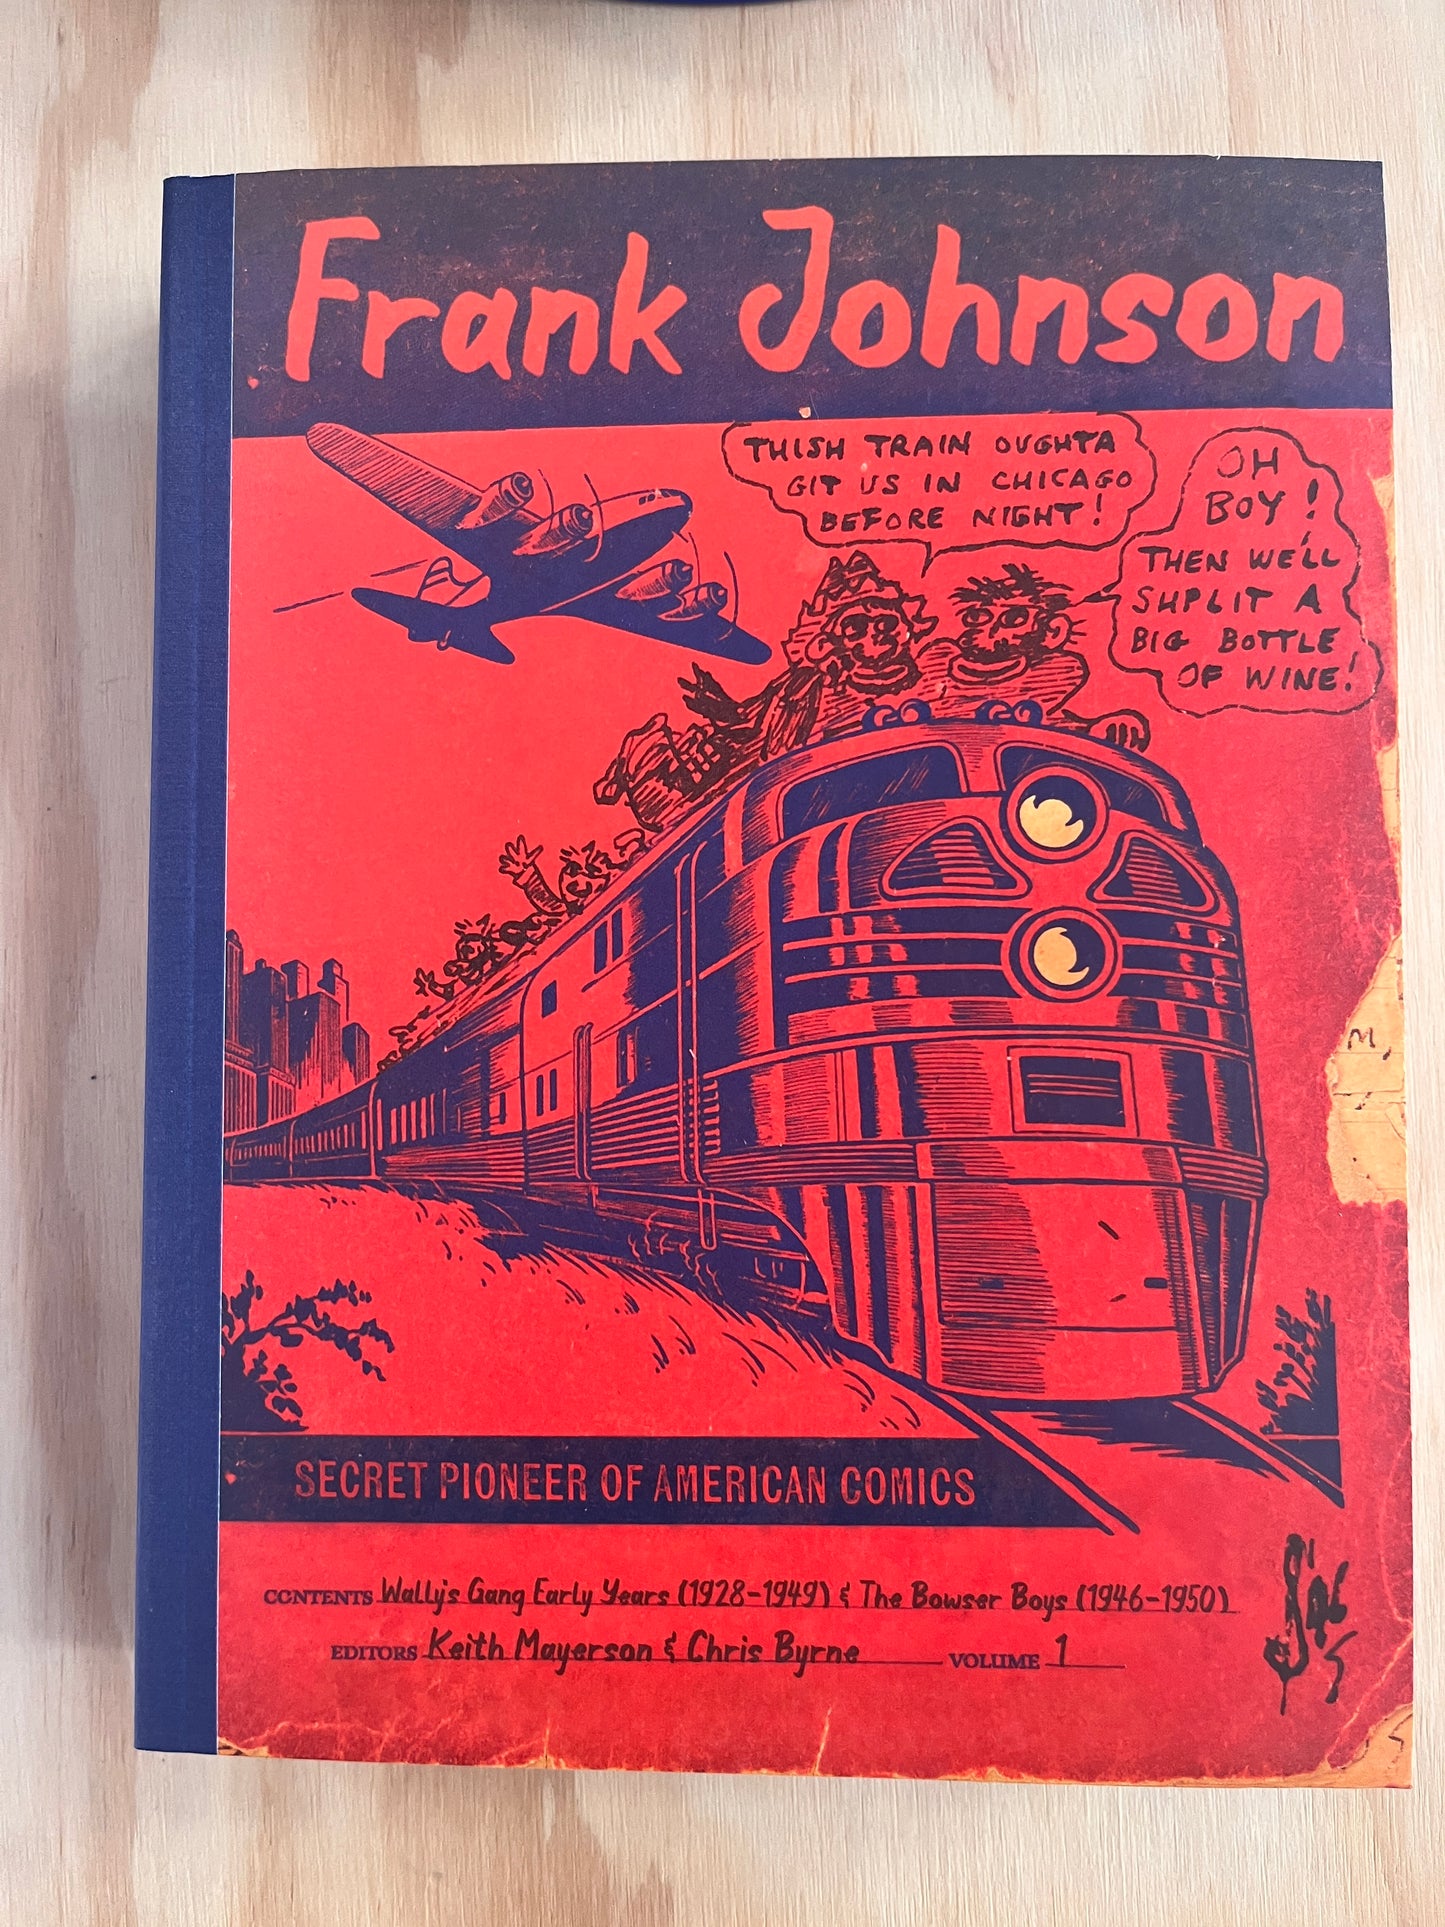 Frank Johnson
THISH TRAIN OUGHTA
GIT US IN CHICAGO
BEFORE NIGHT!
OH
BOY!
THEN WE'LL
SHPLIT A
BIG BOTTLE
OF WINE!
M,
SECRET PIONEER OF AMERICAN COMICS
CONTENTS Wally's Gang Early Years (1928-1949) & The Bowser Boys (1946-1950)
EDITORS Keith Mayerson & Chris Byrne VOLUME 1